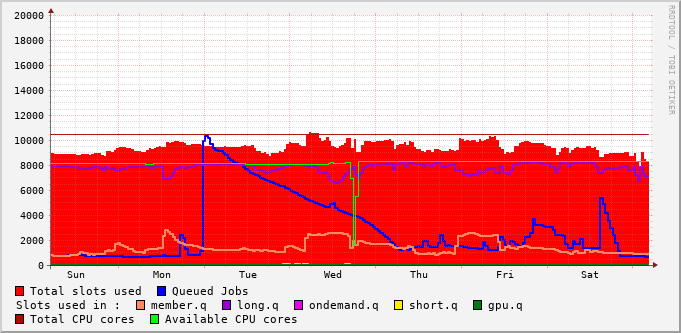 20000
18000
16000
14000
12000
10000
8000
6000
4000
2000
0
Sun Mon Tue Wed Thu Fri Sat
RRDTOOL / TOBI OETIKER
Total slots used Queued Jobs
Slots used in : member.q long.q ondemand.q short.q gpu.q
Total CPU cores Available CPU cores